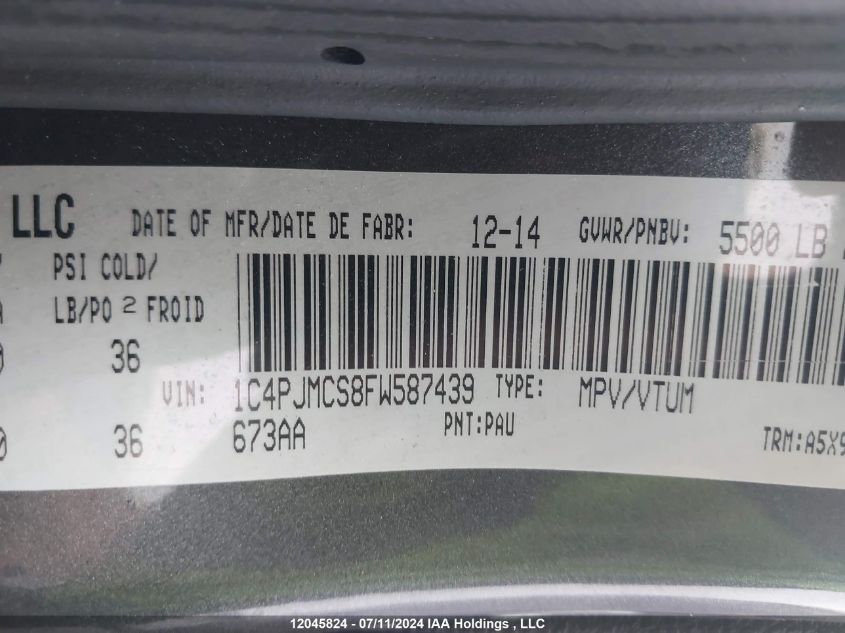 LLC DATE OF MFR/DATE DE FABR: 12-14 GVWR/PNBV: 5500 LB
PSI COLD/
LB/PO 2 FROID
36
VIN: 1C4PJMCS8FW587439 TYPE: MPV/VTUM
36 673AA PNT:PAU TRM:A5X9
12045824 - 07/11/2024 IAA Holdings , LLC